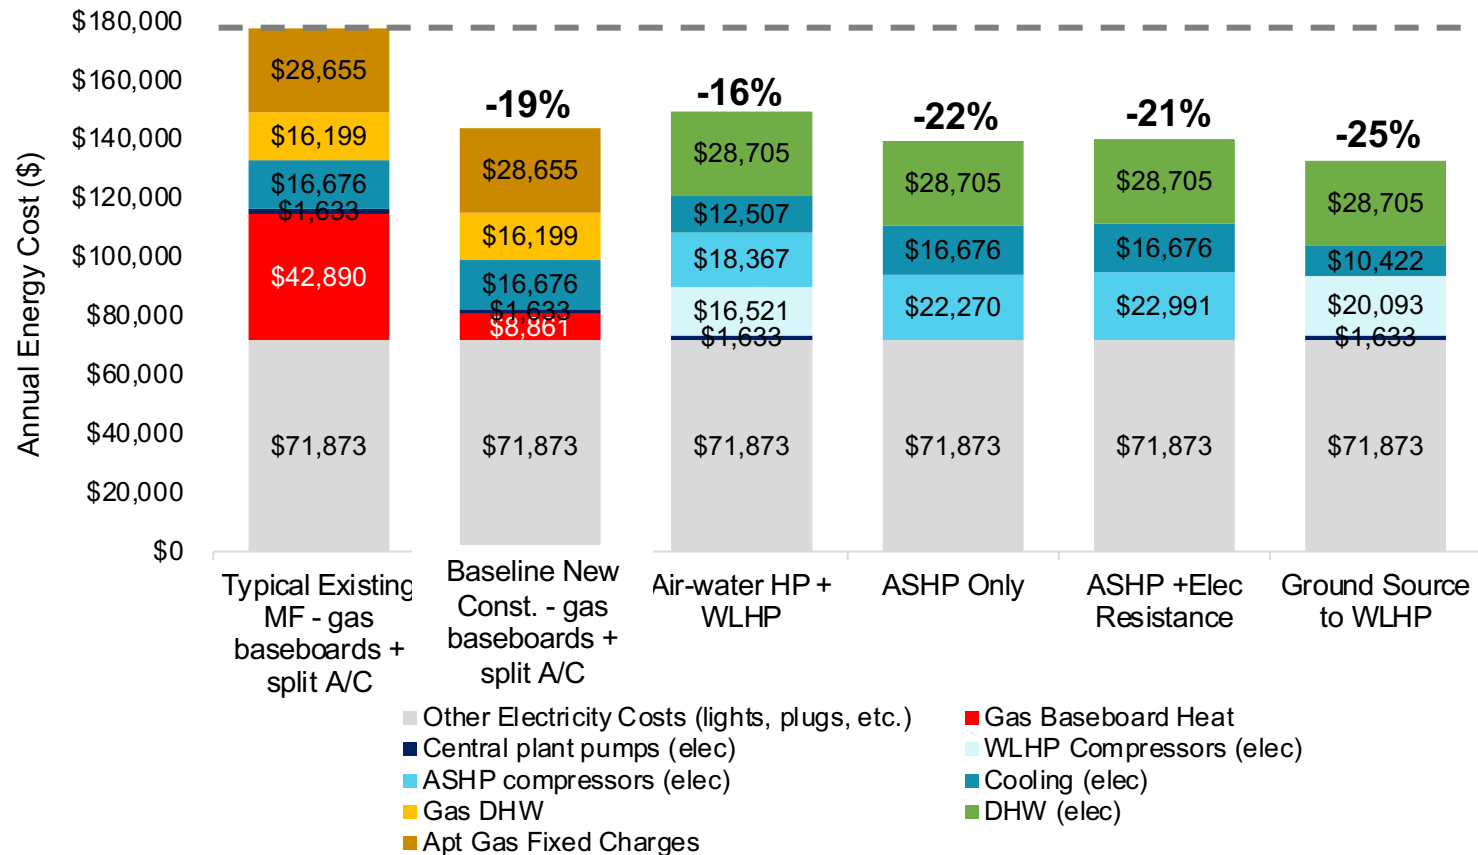 Annual Energy Cost ($)
$180,000
$160,000
$140,000
$120,000
$100,000
$80,000
$60,000
$40,000
$20,000
$0
$28,655
$16,199
$16,676
$1,633
$42,890
$71,873
-19%
$28,655
$16,199
$16,676
$1,633
$8,861
$71,873
-16%
$28,705
$12,507
$18,367
$16,521
$1,633
$71,873
-22%
$28,705
$16,676
$22,270
$71,873
-21%
$28,705
$16,676
$22,991
$71,873
-25%
$28,705
$10,422
$20,093
$1,633
$71,873
Typical Existing
MF - gas
baseboards +
split A/C
Baseline New
Const. - gas
baseboards +
split A/C
Air-water HP +
WLHP
ASHP Only
ASHP +Elec
Resistance
Ground Source
to WLHP
Other Electricity Costs (lights, plugs, etc.)
Gas Baseboard Heat
Central plant pumps (elec)
WLHP Compressors (elec)
ASHP compressors (elec)
Cooling (elec)
Gas DHW
DHW (elec)
Apt Gas Fixed Charges